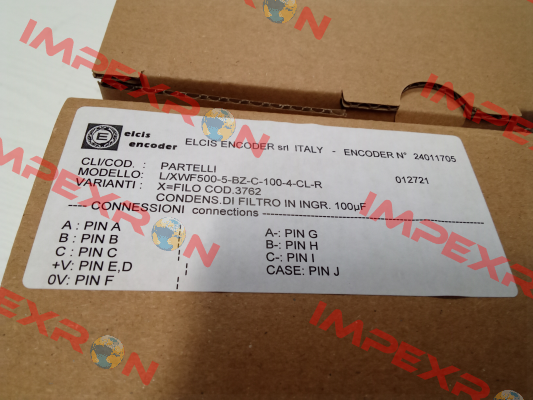 elcis
encoder
ELCIS ENCODER srl ITALY - ENCODER N° 24011705
CLI/COD. : PARTELLI
MODELLO: L/XWF500-5-BZ-C-100-4-CL-R 012721
VARIANTI : X=FILO COD.3762
CONDENS.DI FILTRO IN INGR. 100µF
---- CONNESSIONI connections ----
A : PIN A
B : PIN B
C : PIN C
+V: PIN E,D
0V: PIN F
A-: PIN G
B-: PIN H
C-: PIN I
CASE: PIN J
IMPEXRON
IMPEXRON
IMPEXRON
IMPEXRON
IMPEXRON